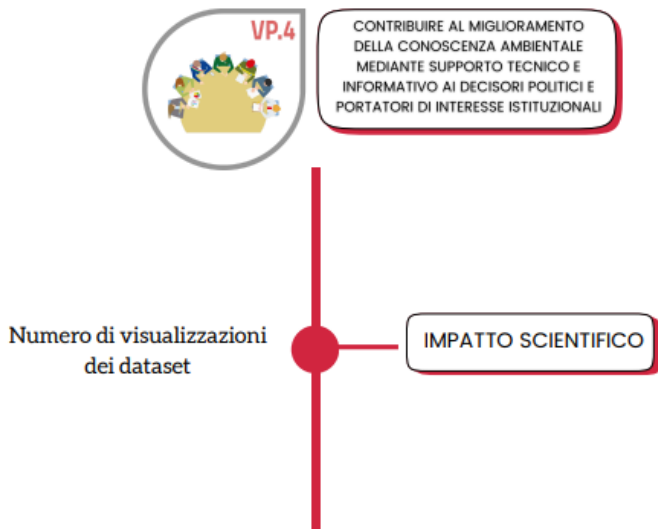 VP.4
CONTRIBUIRE AL MIGLIORAMENTO
DELLA CONOSCENZA AMBIENTALE
MEDIANTE SUPPORTO TECNICO E
INFORMATIVO AI DECISORI POLITICI E
PORTATORI DI INTERESSE ISTITUZIONALI
Numero di visualizzazioni
dei dataset
IMPATTO SCIENTIFICO